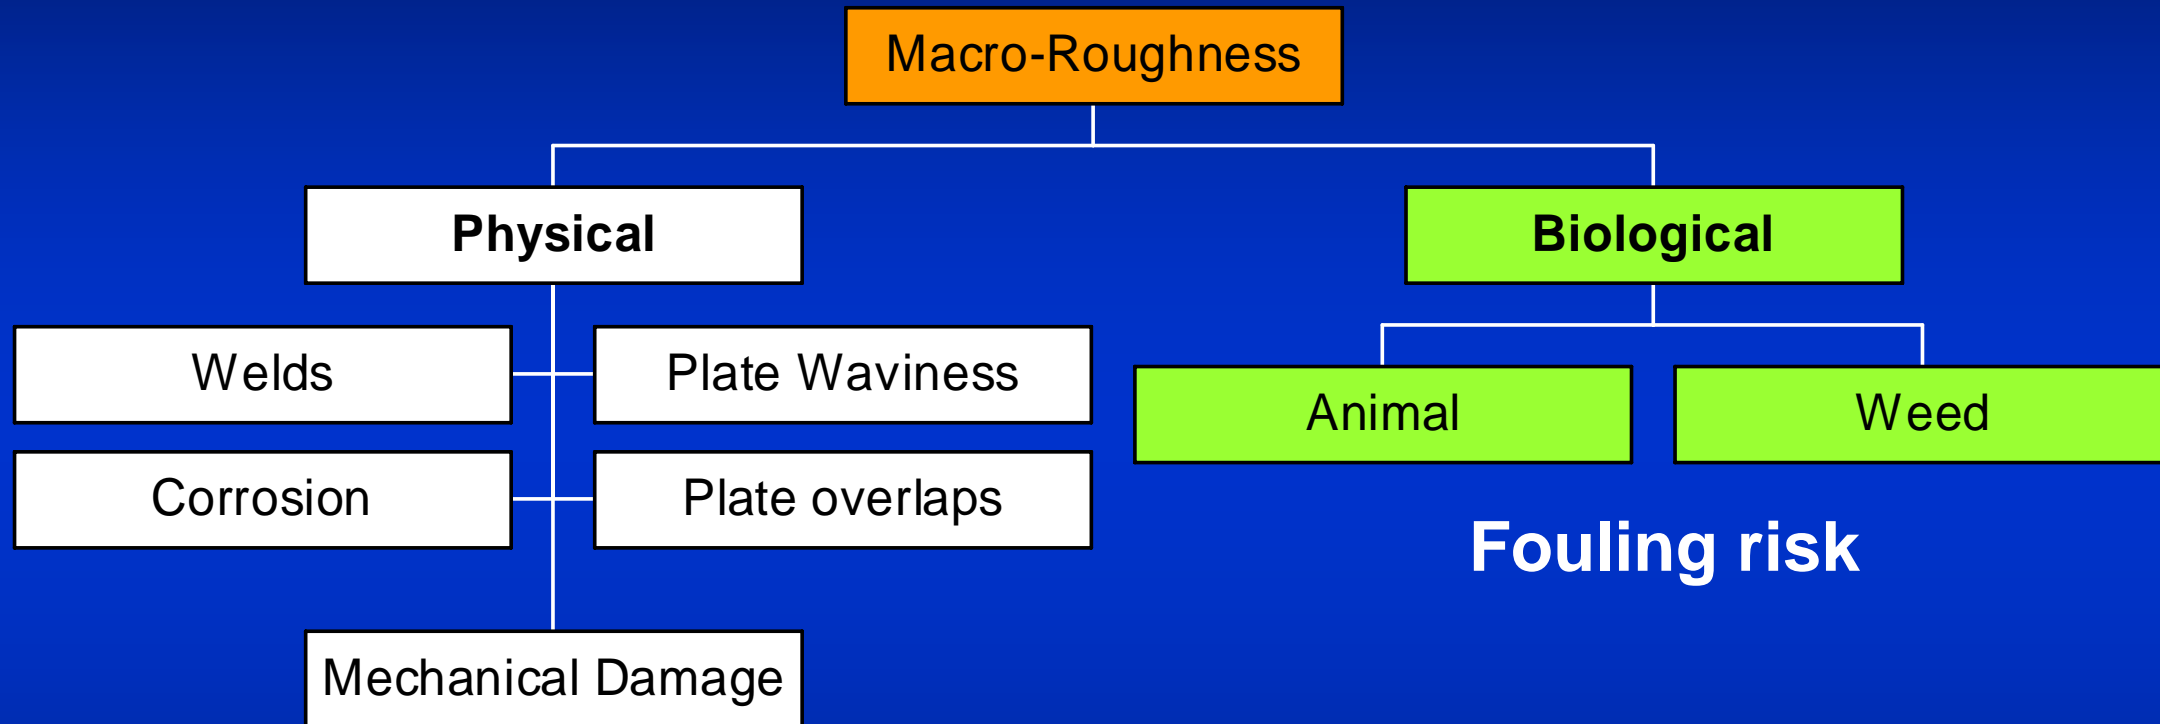 Macro-Roughness
Physical
Biological
Welds
Plate Waviness
Animal
Weed
Corrosion
Plate overlaps
Fouling risk
Mechanical Damage